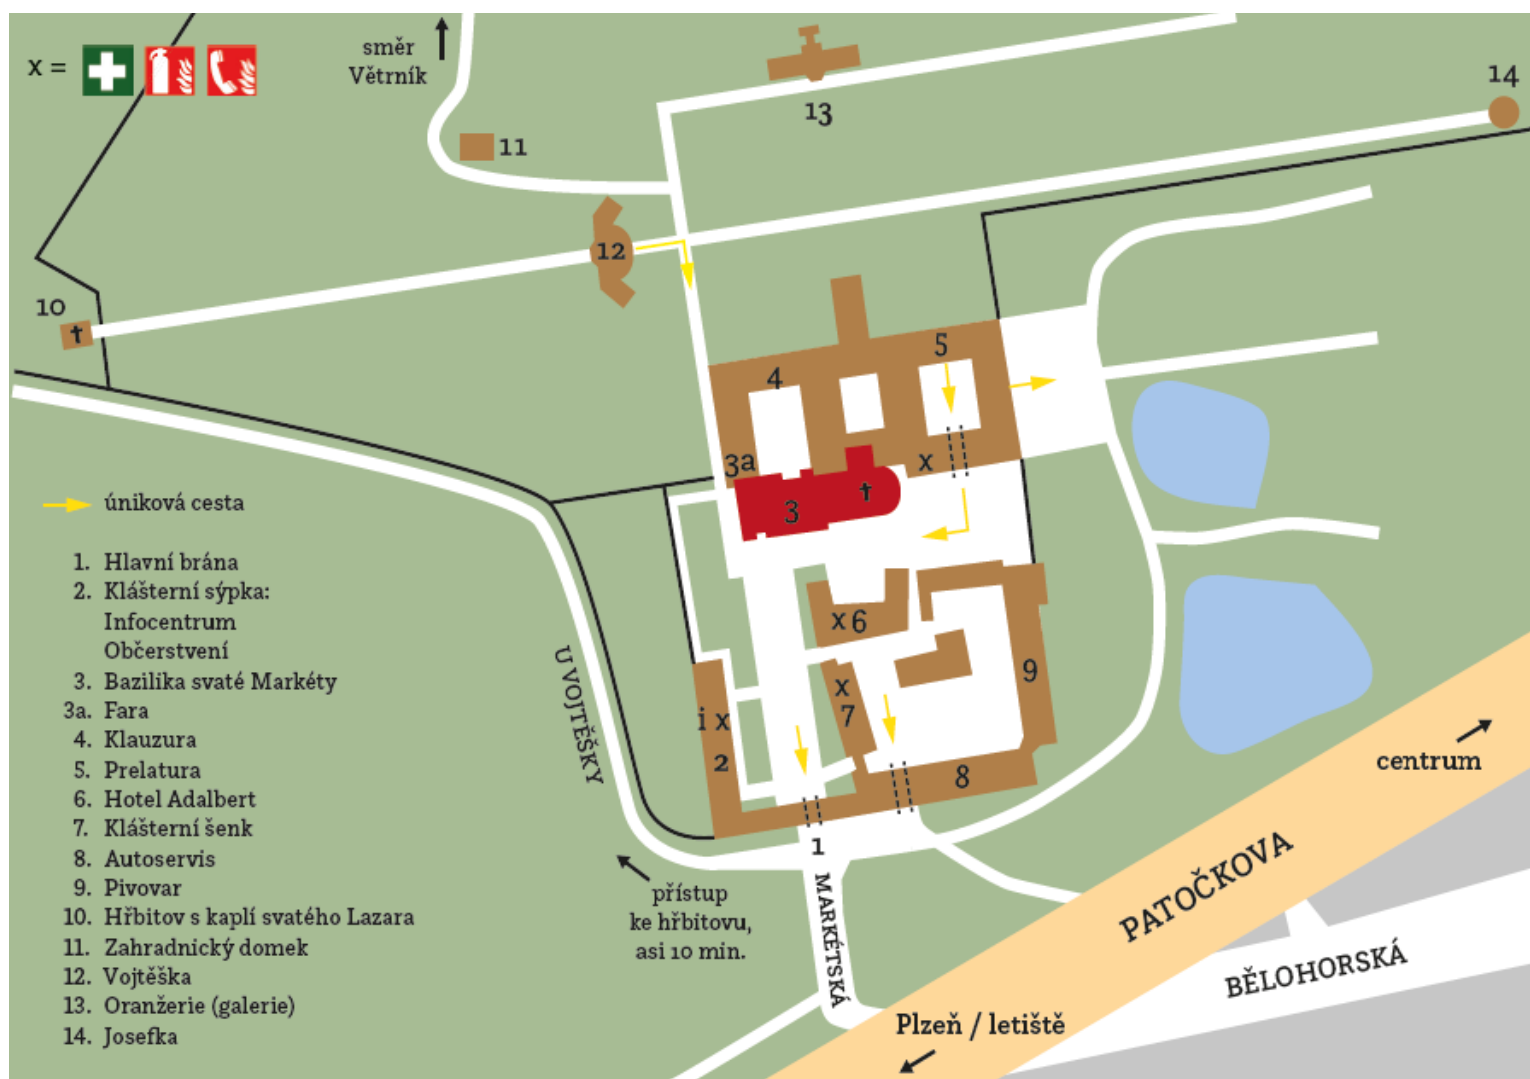 x =
směr
Větrník
13
14
11
12
10
†
5
4
3a
x
†
3
x 6
x
7
9
i x
2
8
1
U VOJTĚŠKY
MARKÉTSKÁ
přístup
ke hřbitovu,
asi 10 min.
centrum
PATOČKOVA
BĚLOHORSKÁ
Plzeň / letiště
úniková cesta
1. Hlavní brána
2. Klášterní sýpka:
Infocentrum
Občerstvení
3. Bazilika svaté Markéty
3a. Fara
4. Klauzura
5. Prelatura
6. Hotel Adalbert
7. Klášterní šenk
8. Autoservis
9. Pivovar
10. Hřbitov s kaplí svatého Lazara
11. Zahradnický domek
12. Vojtěška
13. Oranžerie (galerie)
14. Josefka